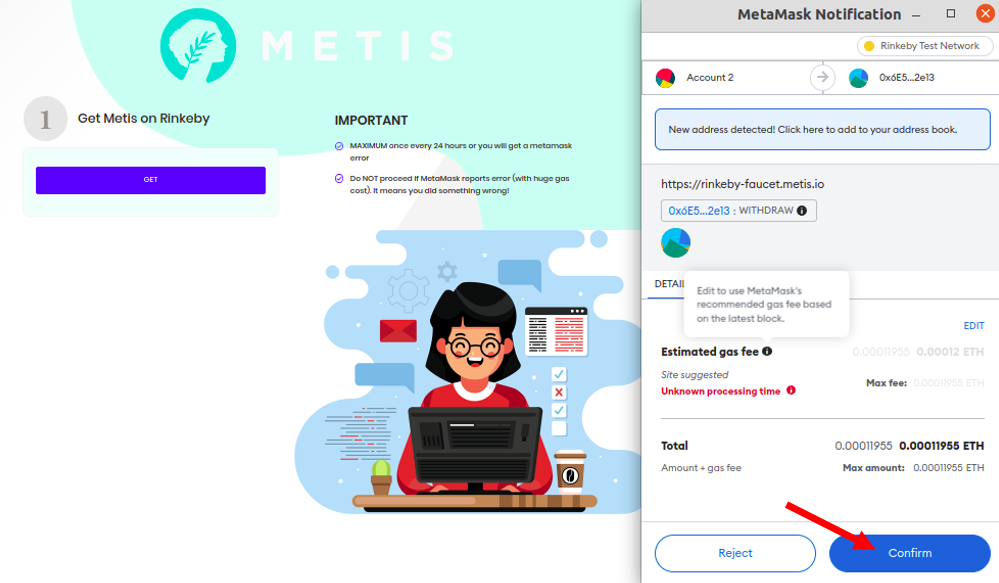 METIS
1
Get Metis on Rinkeby
GET
IMPORTANT
MAXIMUM once every 24 hours or you will get a metamask
error
Do NOT proceed if MetaMask reports error (with huge gas
cost). It means you did something wrong!
MetaMask Notification
Rinkeby Test Network
Account 2
0x6E5...2e13
New address detected! Click here to add to your address book.
https://rinkeby-faucet.metis.io
0x6E5...2e13 : WITHDRAW
DETAIL
Edit to use MetaMask's
recommended gas fee based
on the latest block.
EDIT
Estimated gas fee 0.00011955 0.00012 ETH
Site suggested
Unknown processing time
Max fee: 0.00011955 ETH
Total 0.00011955 0.00011955 ETH
Amount + gas fee Max amount: 0.00011955 ETH
Reject
Confirm